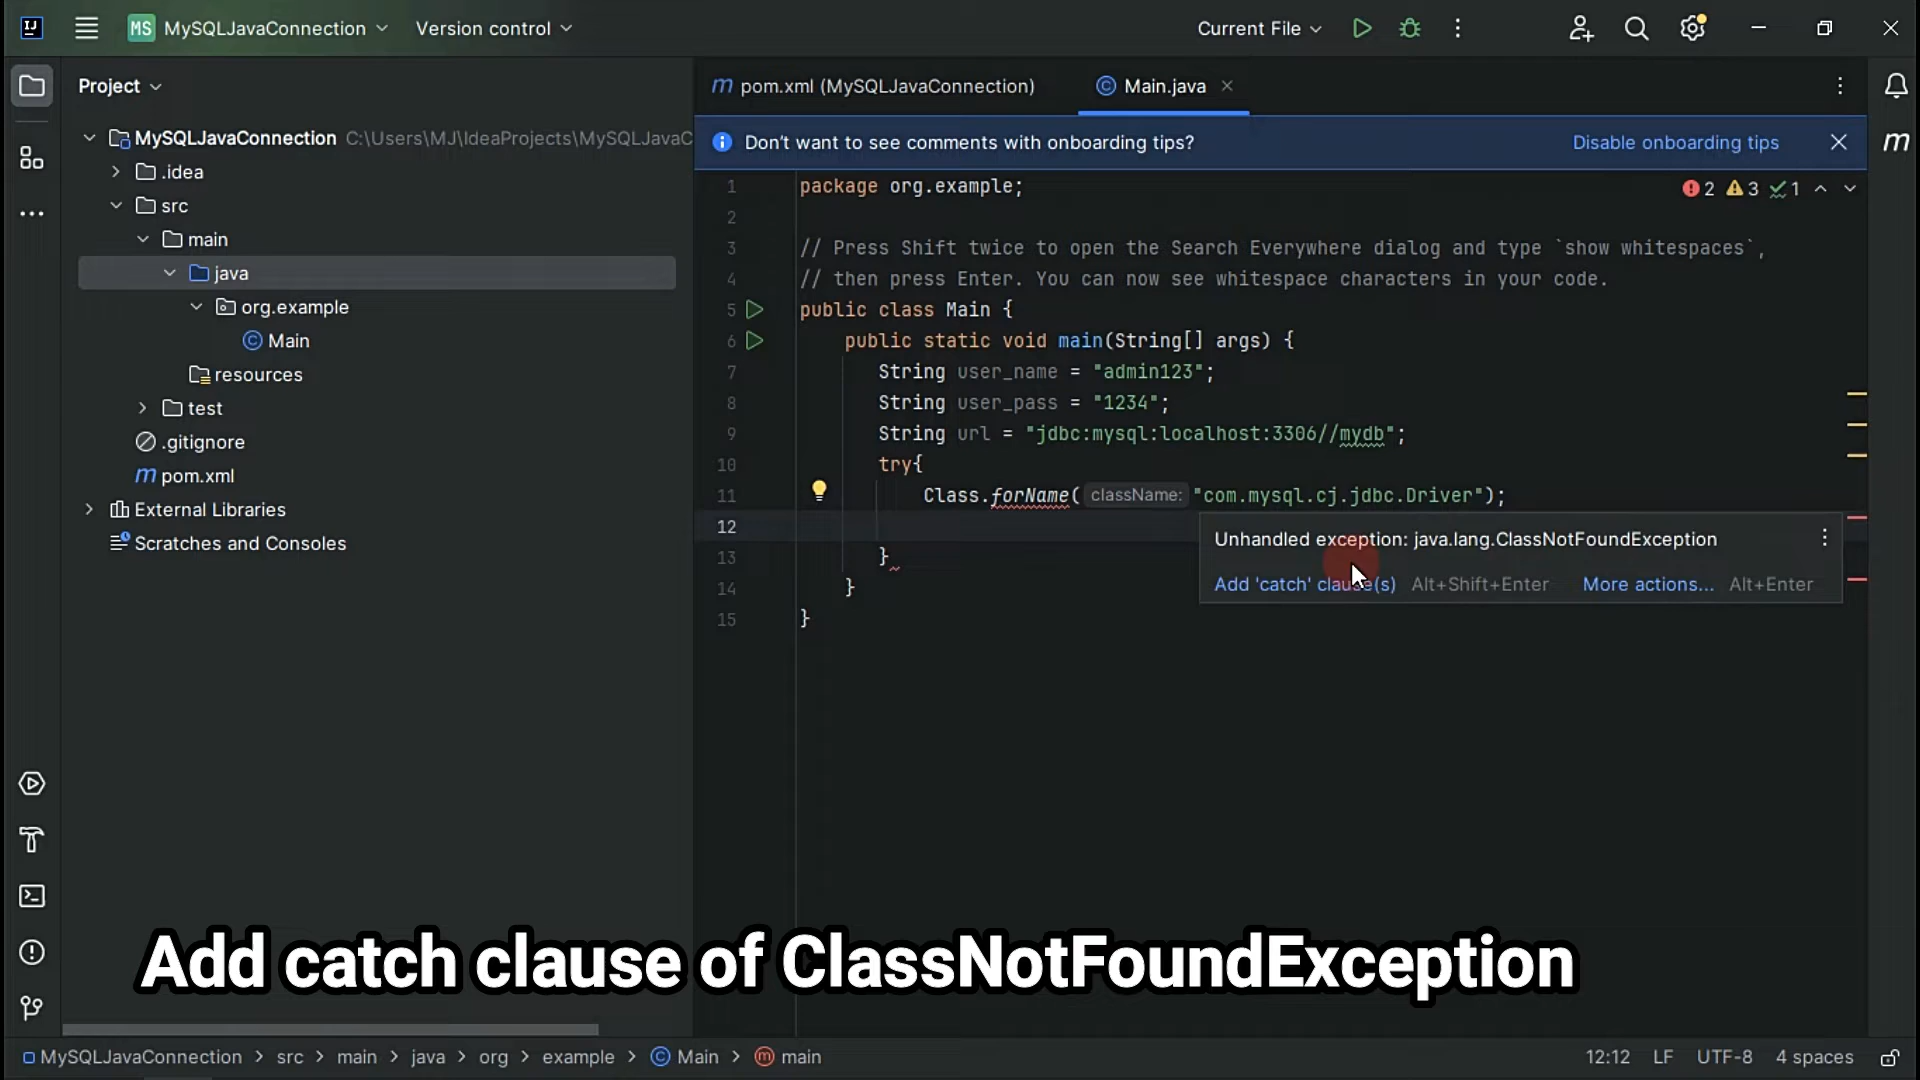 MS MySQLJavaConnection Version control Current File
Project
pom.xml (MySQLJavaConnection) Main.java
MySQLJavaConnection C:\Users\MJ\IdeaProjects\MySQLJavaC
.idea
src
main
java
org.example
Main
resources
test
.gitignore
pom.xml
External Libraries
Scratches and Consoles
Don't want to see comments with onboarding tips? Disable onboarding tips
2 3 1
1 package org.example;
2
3 // Press Shift twice to open the Search Everywhere dialog and type `show whitespaces`,
4 // then press Enter. You can now see whitespace characters in your code.
5 public class Main {
6 public static void main(String[] args) {
7 String user_name = "admin123";
8 String user_pass = "1234";
9 String url = "jdbc:mysql:localhost:3306//mydb";
10 try{
11 Class.forName( className: "com.mysql.cj.jdbc.Driver");
12
13 }
14 }
15 }
Unhandled exception: java.lang.ClassNotFoundException
Add 'catch' clause(s) Alt+Shift+Enter More actions... Alt+Enter
Add catch clause of ClassNotFoundException
MySQLJavaConnection > src > main > java > org > example > Main > main 12:12 LF UTF-8 4 spaces